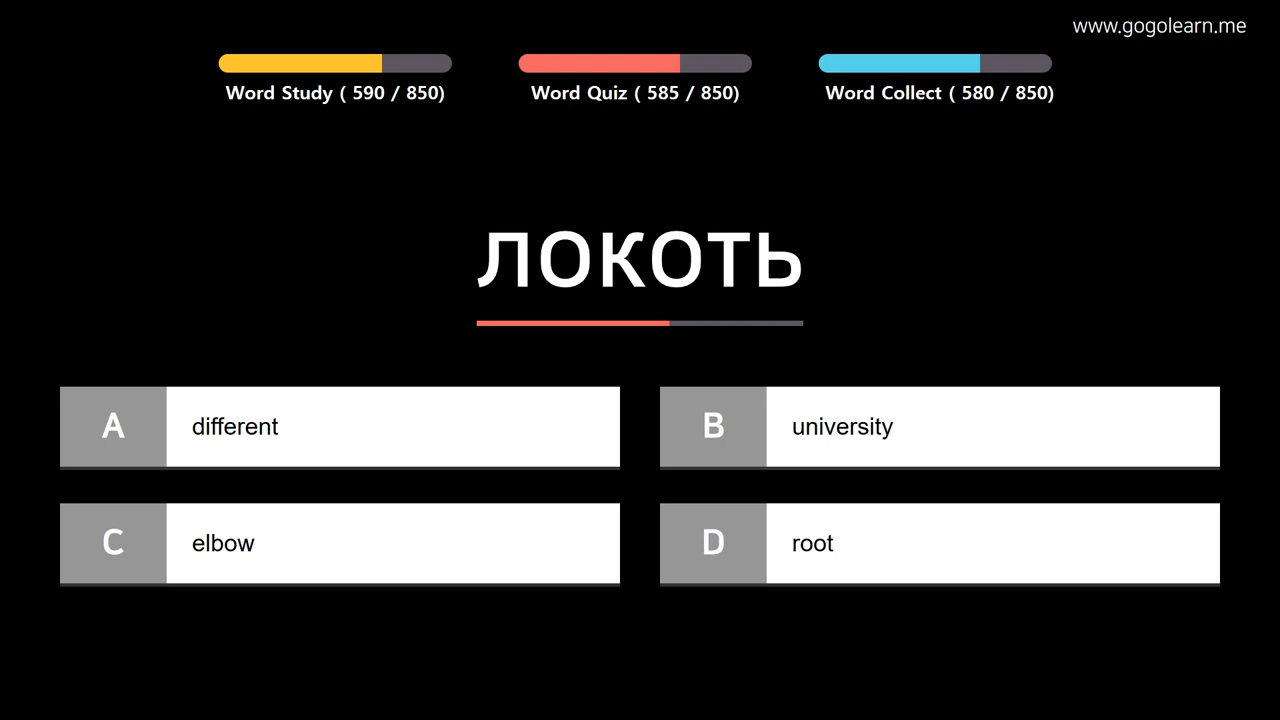 www.gogolearn.me
Word Study ( 590 / 850)
Word Quiz ( 585 / 850)
Word Collect ( 580 / 850)
ЛОКОТЬ
A different
B university
C elbow
D root